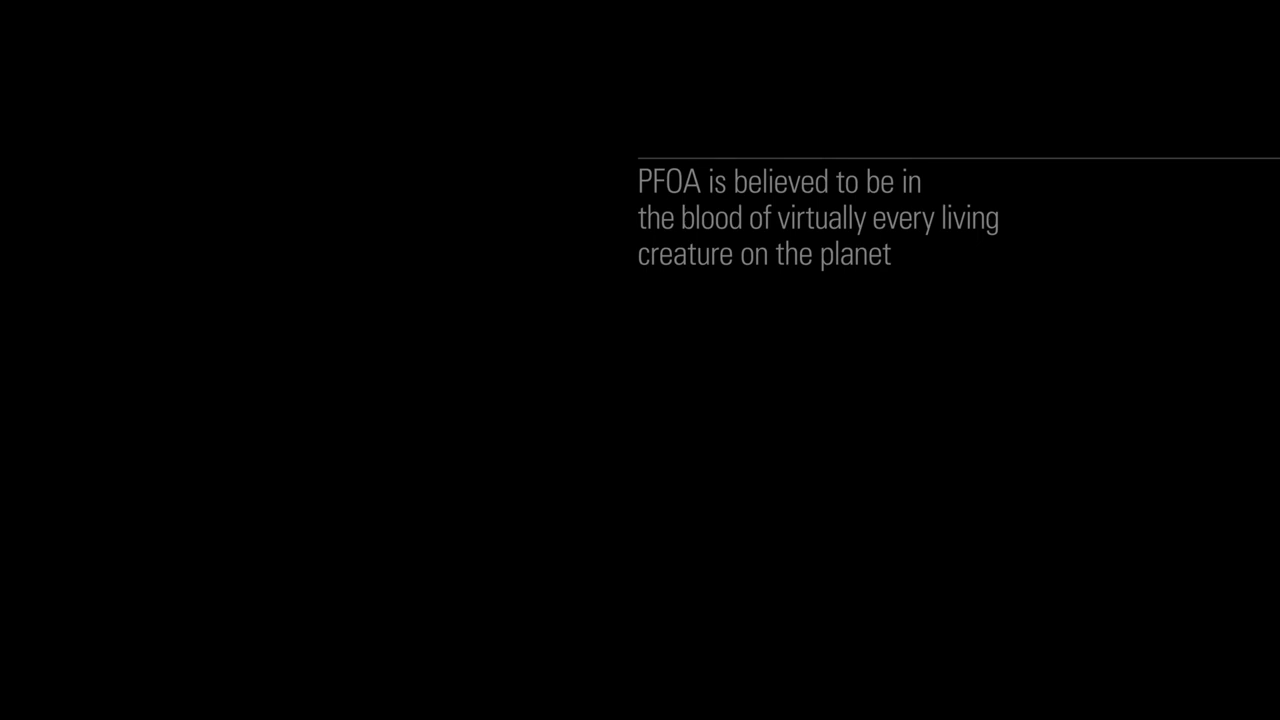 PFOA is believed to be in
the blood of virtually every living
creature on the planet